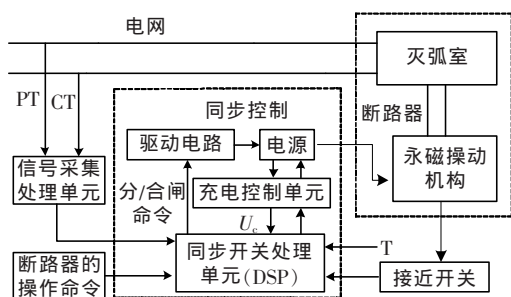 电网
灭弧室
PT
CT
同步控制
断路器
驱动电路
电源
永磁操动
机构
信号采集
处理单元
分/合闸
命令
充电控制单元
Uc
同步开关处理
单元(DSP)
T
断路器的
操作命令
接近开关